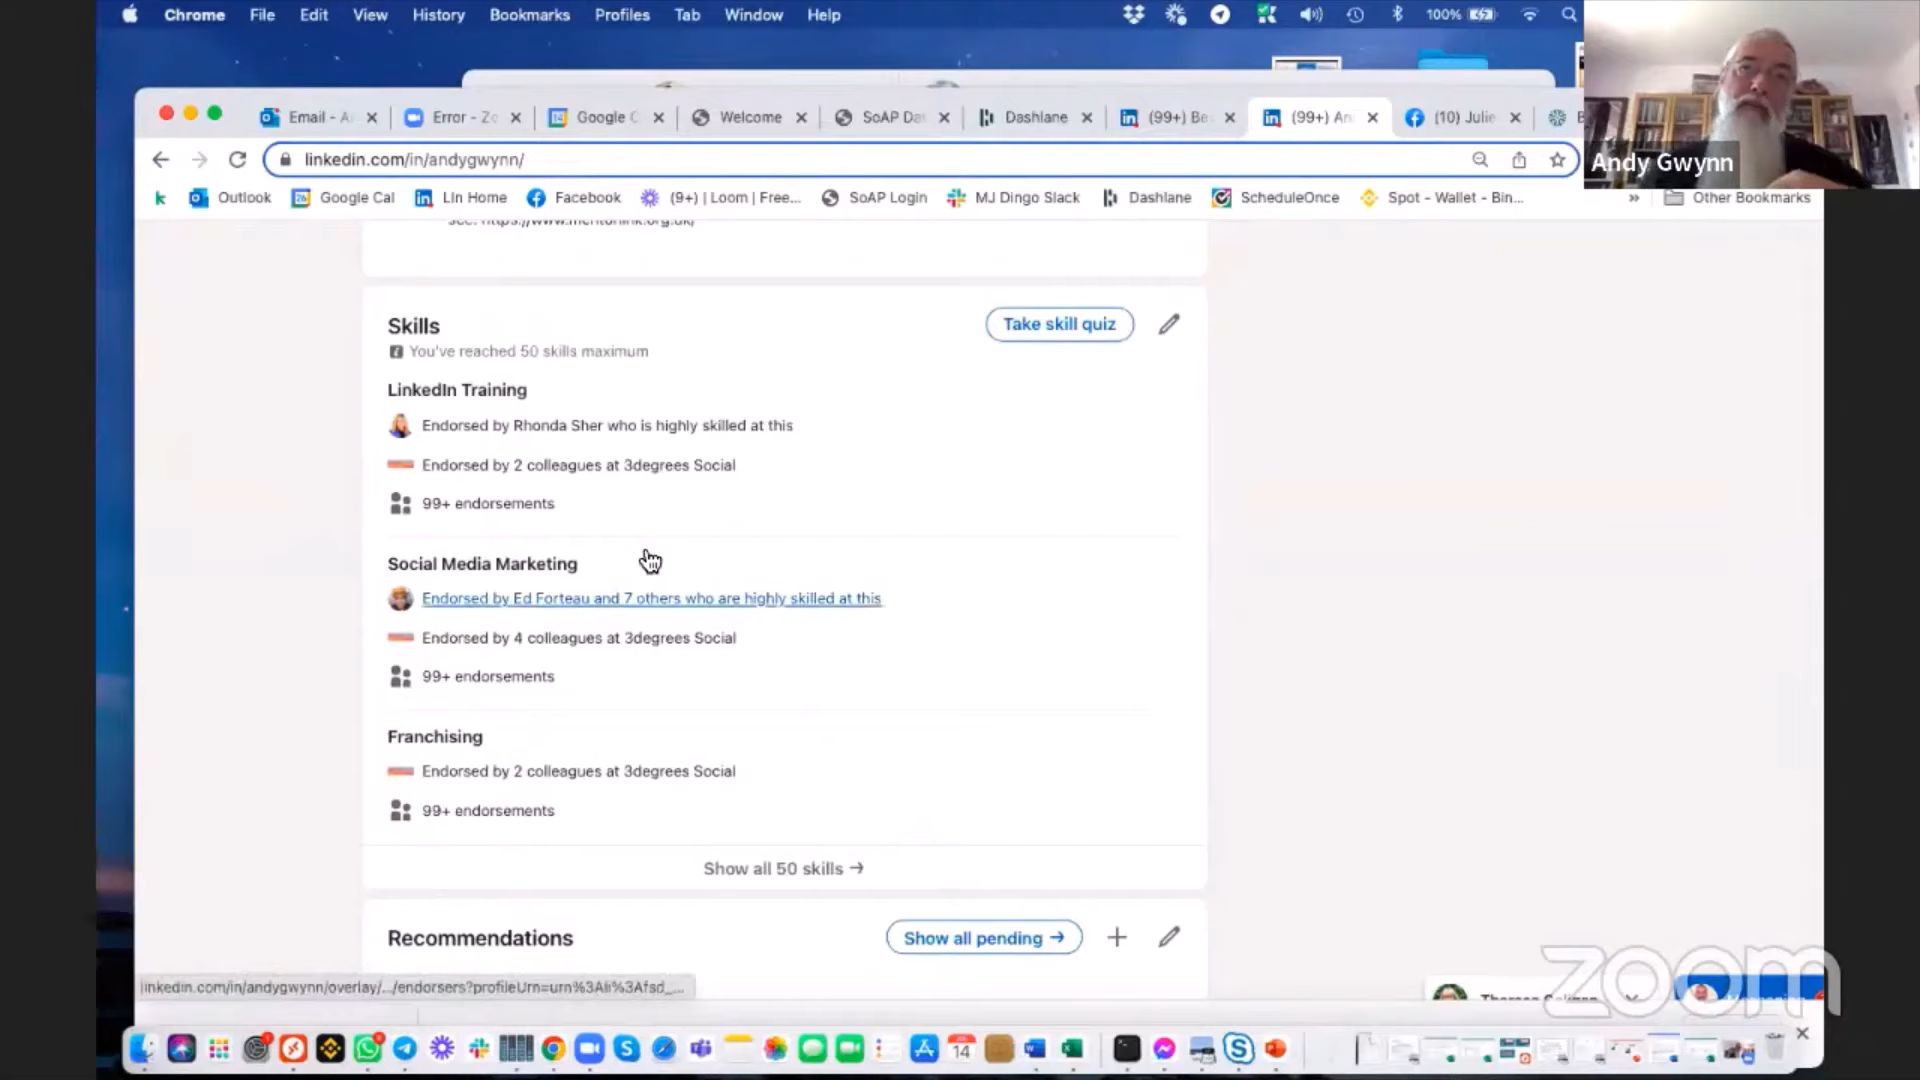 Chrome File Edit View History Bookmarks Profiles Tab Window Help
100%
Email - A
Error - Zo
Google C
Welcome
SoAP Da
Dashlane
(99+) Be
(99+) An
(10) Julie
linkedin.com/in/andygwynn/
Andy Gwynn
Outlook
Google Cal
Lin Home
Facebook
(9+) | Loom | Free...
SoAP Login
MJ Dingo Slack
Dashlane
ScheduleOnce
Spot - Wallet - Bin...
»
Other Bookmarks
Skills
Take skill quiz
You've reached 50 skills maximum
LinkedIn Training
Endorsed by Rhonda Sher who is highly skilled at this
Endorsed by 2 colleagues at 3degrees Social
99+ endorsements
Social Media Marketing
Endorsed by Ed Forteau and 7 others who are highly skilled at this
Endorsed by 4 colleagues at 3degrees Social
99+ endorsements
Franchising
Endorsed by 2 colleagues at 3degrees Social
99+ endorsements
Show all 50 skills →
Recommendations
Show all pending →
linkedin.com/in/andygwynn/overlay/.../endorsers?profileUrn=urn%3Ali%3Afsd_...
zoom
14